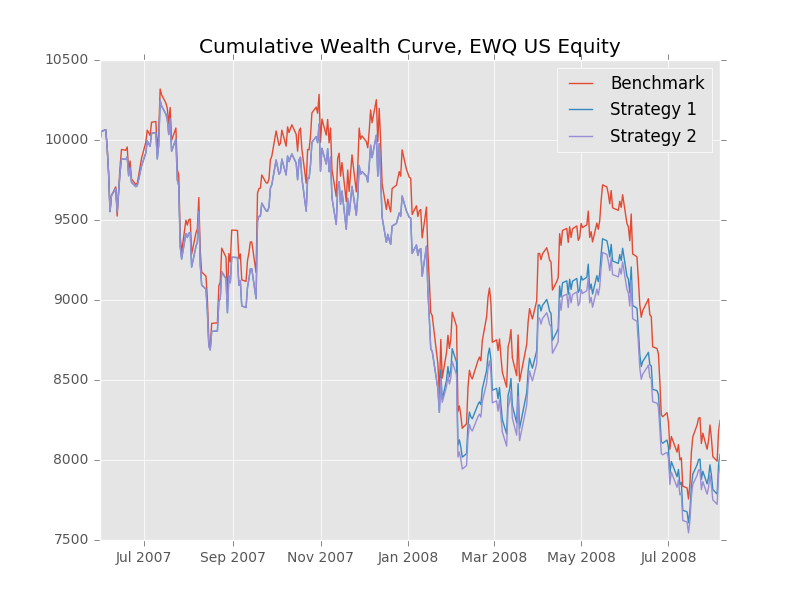 Cumulative Wealth Curve, EWQ US Equity
10500
10000
9500
9000
8500
8000
7500
Benchmark
Strategy 1
Strategy 2
Jul 2007 Sep 2007 Nov 2007 Jan 2008 Mar 2008 May 2008 Jul 2008